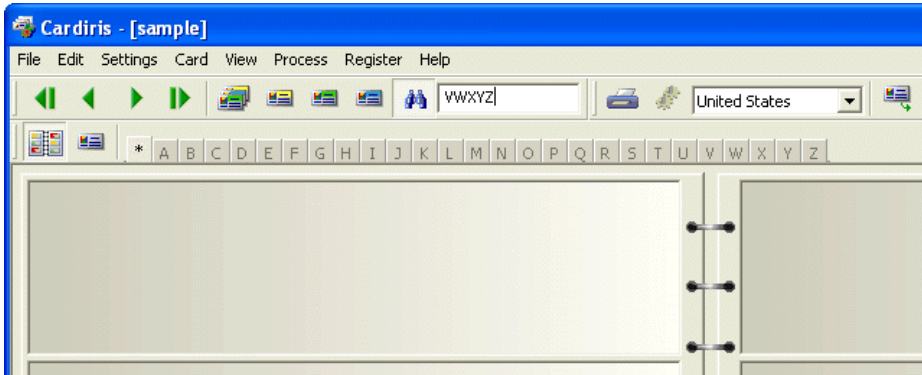 Cardiris - [sample]
File Edit Settings Card View Process Register Help
VWXYZ United States
* A B C D E F G H I J K L M N O P Q R S T U V W X Y Z